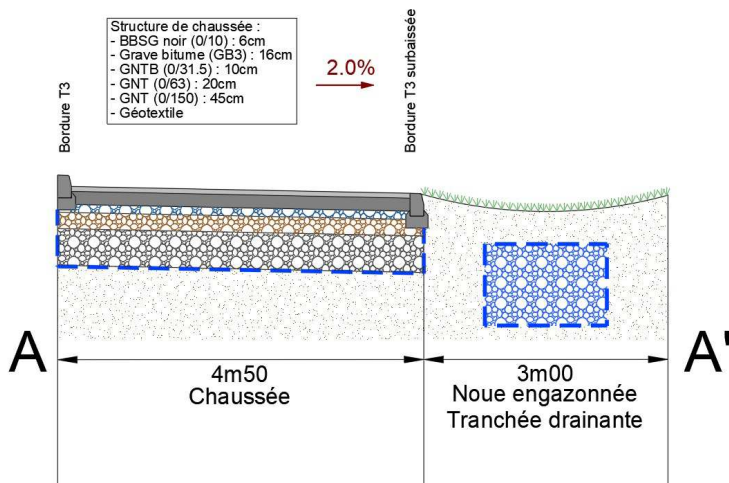 Structure de chaussée :
- BBSG noir (0/10) : 6cm
- Grave bitume (GB3) : 16cm
- GNTB (0/31.5) : 10cm
- GNT (0/63) : 20cm
- GNT (0/150) : 45cm
- Géotextile
2.0%
Bordure T3
Bordure T3 surbaissée
A
A'
4m50
Chaussée
3m00
Noue engazonnée
Tranchée drainante